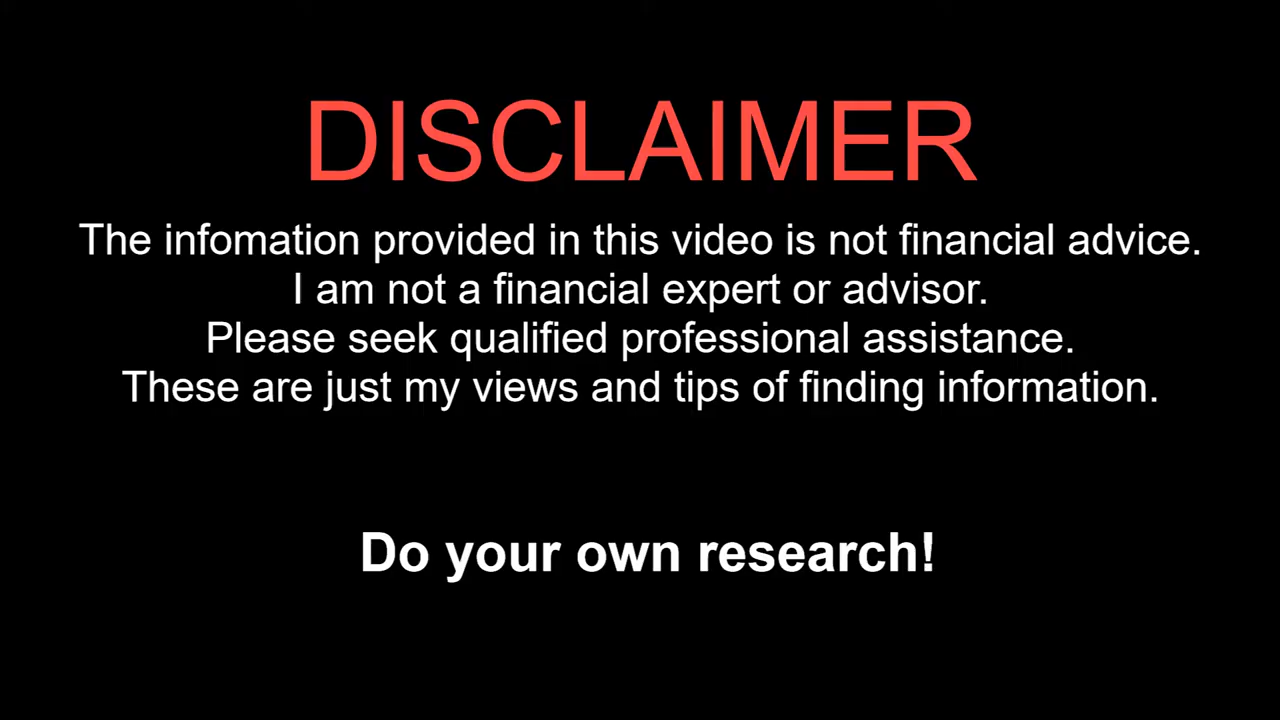 DISCLAIMER
The infomation provided in this video is not financial advice.
I am not a financial expert or advisor.
Please seek qualified professional assistance.
These are just my views and tips of finding information.
Do your own research!